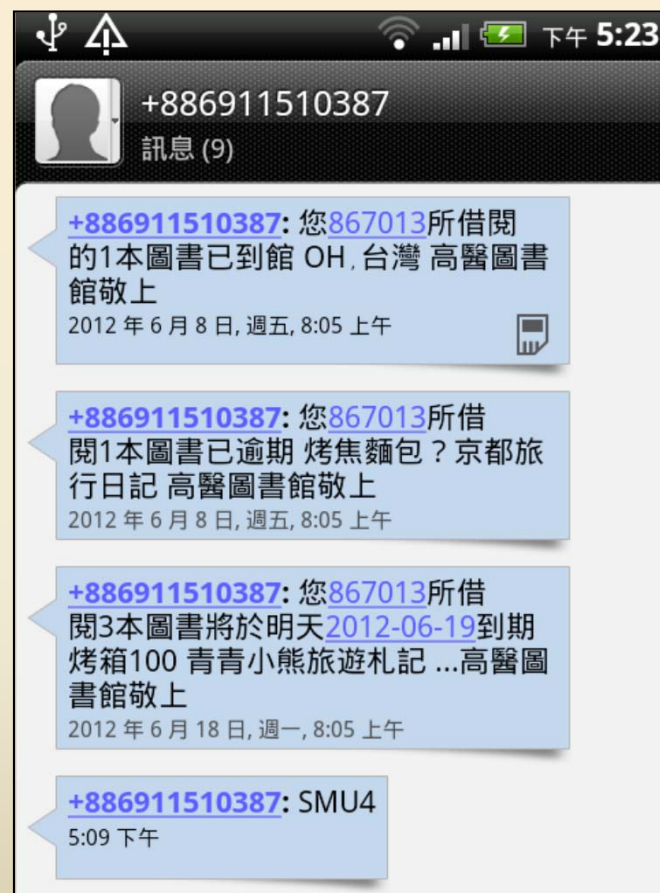 下午 5:23
+886911510387
訊息 (9)
+886911510387: 您867013所借閱
的1本圖書已到館 OH, 台灣 高醫圖書
館敬上
2012 年 6 月 8 日, 週五, 8:05 上午
+886911510387: 您867013所借
閱1本圖書已逾期 烤焦麵包？京都旅
行日記 高醫圖書館敬上
2012 年 6 月 8 日, 週五, 8:05 上午
+886911510387: 您867013所借
閱3本圖書將於明天2012-06-19到期
烤箱100 青青小熊旅遊札記 ...高醫圖
書館敬上
2012 年 6 月 18 日, 週一, 8:05 上午
+886911510387: SMU4
5:09 下午